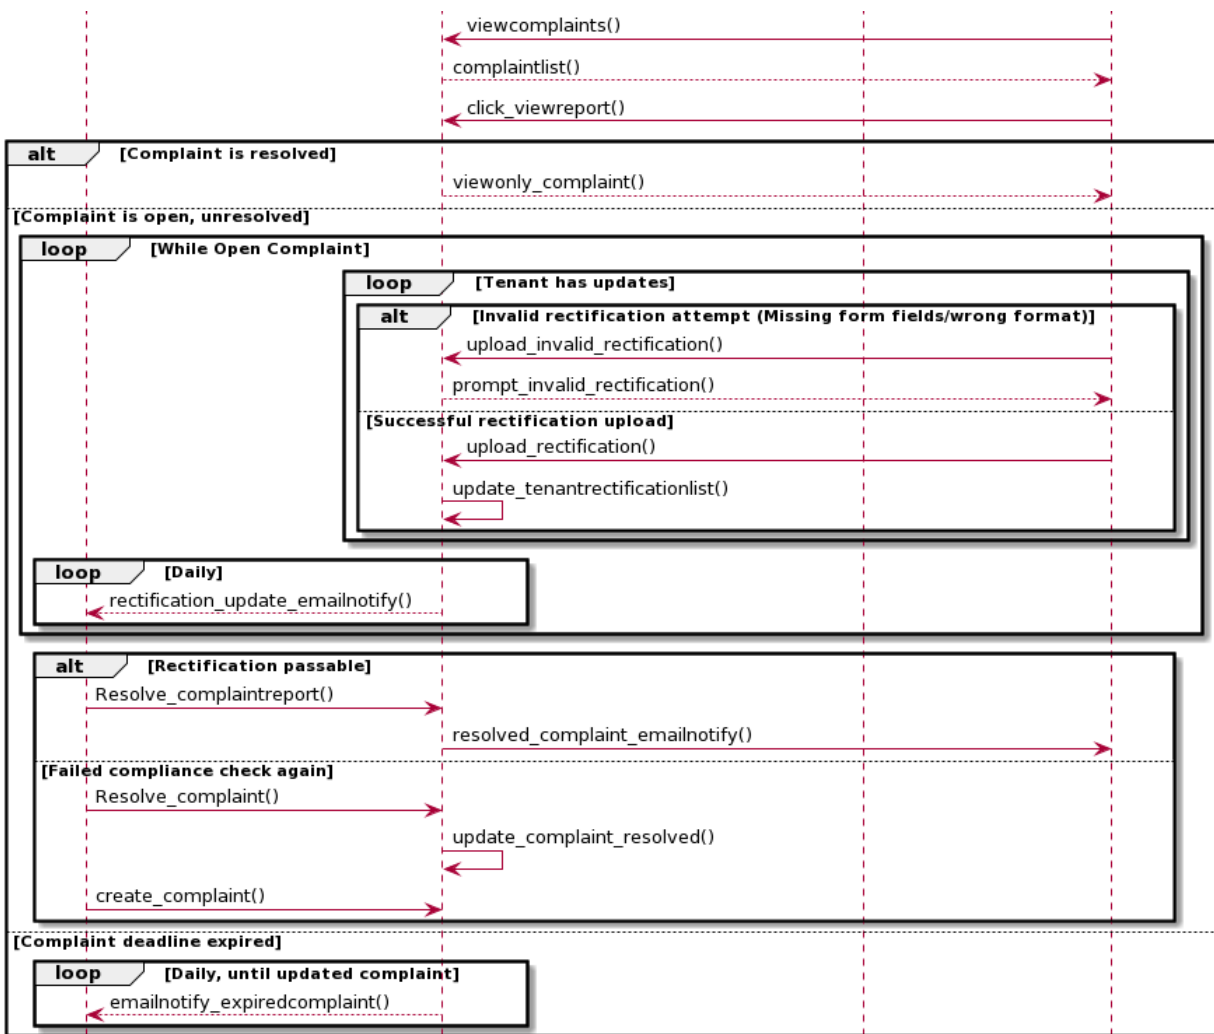 viewcomplaints()
complaintlist()
click_viewreport()
alt [Complaint is resolved]
viewonly_complaint()
[Complaint is open, unresolved]
loop [While Open Complaint]
loop [Tenant has updates]
alt [Invalid rectification attempt (Missing form fields/wrong format)]
upload_invalid_rectification()
prompt_invalid_rectification()
[Successful rectification upload]
upload_rectification()
update_tenantrectificationlist()
loop [Daily]
rectification_update_emailnotify()
alt [Rectification passable]
Resolve_complaintreport()
resolved_complaint_emailnotify()
[Failed compliance check again]
Resolve_complaint()
update_complaint_resolved()
create_complaint()
[Complaint deadline expired]
loop [Daily, until updated complaint]
emailnotify_expiredcomplaint()